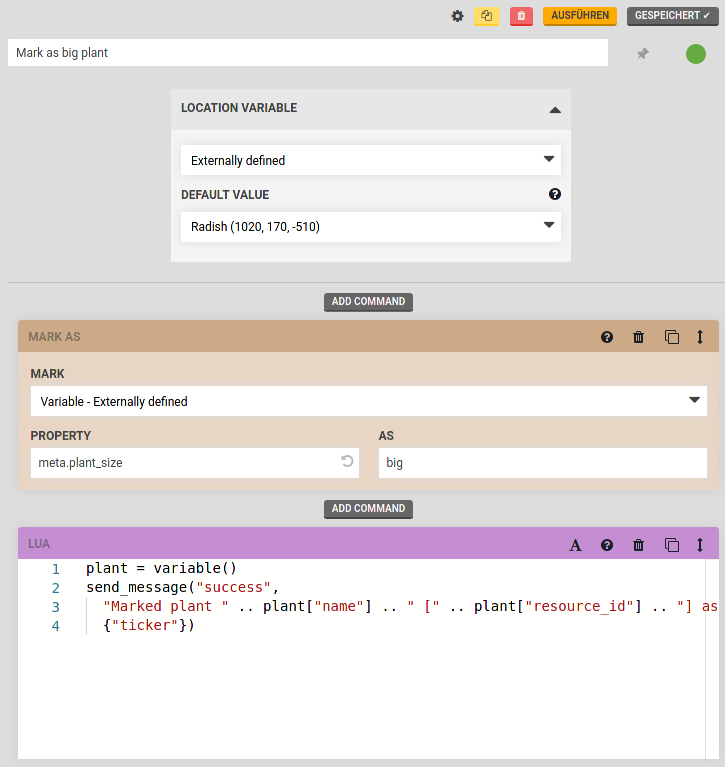 AUSFÜHREN
GESPEICHERT ✓
Mark as big plant
LOCATION VARIABLE
Externally defined
DEFAULT VALUE
Radish (1020, 170, -510)
ADD COMMAND
MARK AS
MARK
Variable - Externally defined
PROPERTY
AS
meta.plant_size
big
ADD COMMAND
LUA
A
1 plant = variable()
2 send_message("success",
3 "Marked plant " .. plant["name"] .. " [" .. plant["resource_id"] .. "] as
4 {"ticker"})